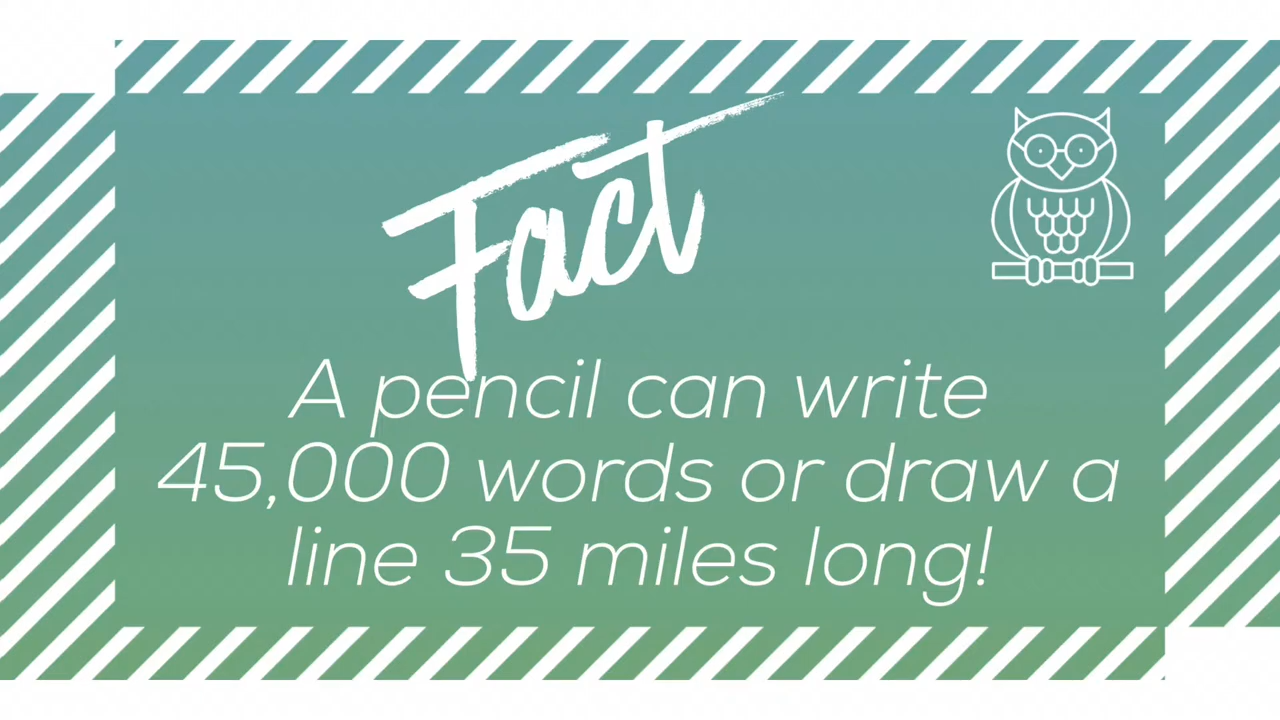 Fact
A pencil can write
45,000 words or draw a
line 35 miles long!